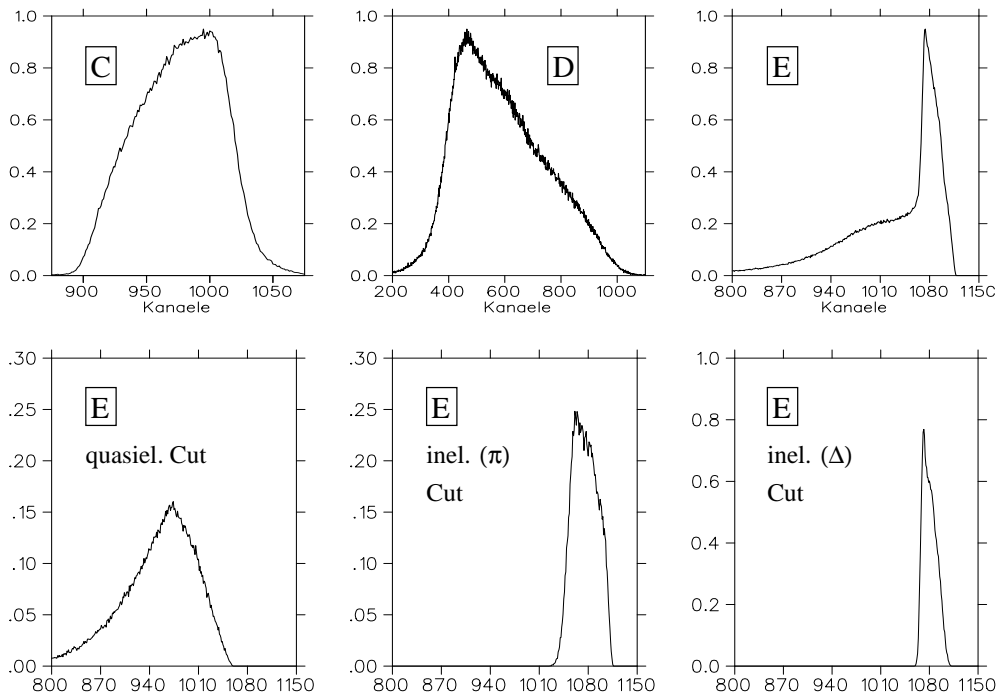 1.0 0.8 0.6 0.4 0.2 0.0
C
900 950 1000 1050
Kanaele
1.0 0.8 0.6 0.4 0.2 0.0
D
200 400 600 800 1000
Kanaele
1.0 0.8 0.6 0.4 0.2 0.0
E
800 870 940 1010 1080 1150
Kanaele
.30 .25 .20 .15 .10 .05 .00
E
quasiel. Cut
800 870 940 1010 1080 1150
.30 .25 .20 .15 .10 .05 .00
E
inel. (π)
Cut
800 870 940 1010 1080 1150
1.0 0.8 0.6 0.4 0.2 0.0
E
inel. (Δ)
Cut
800 870 940 1010 1080 1150